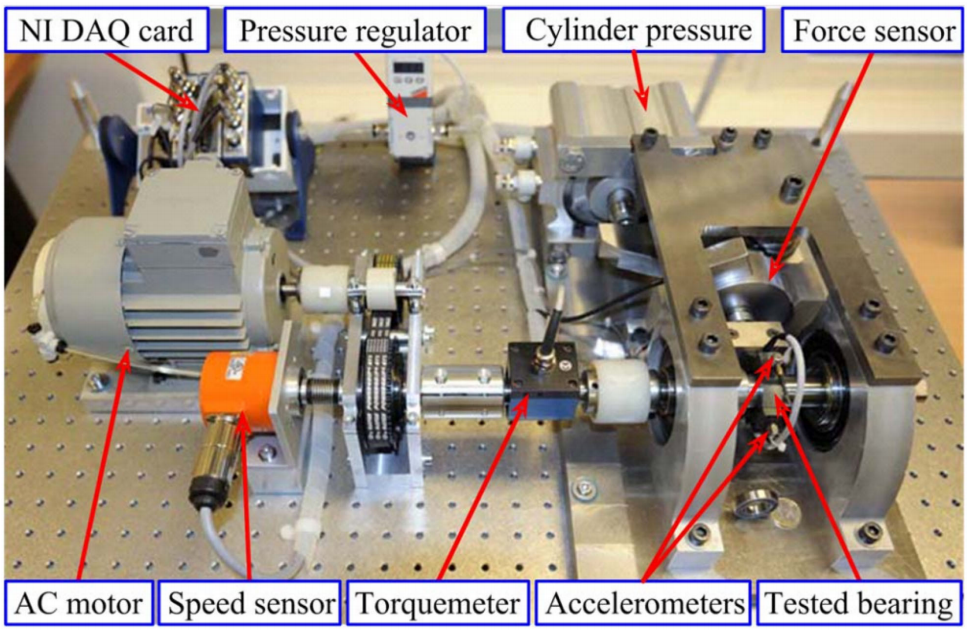 NI DAQ card
Pressure regulator
Cylinder pressure
Force sensor
AC motor
Speed sensor
Torquemeter
Accelerometers
Tested bearing